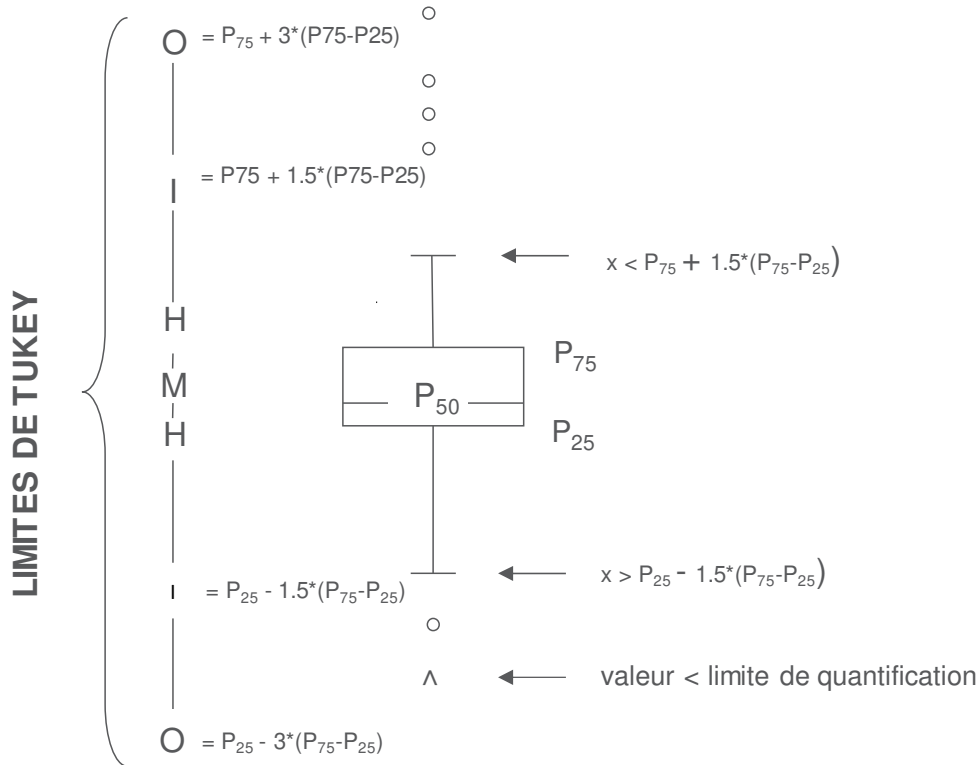 LIMITES DE TUKEY
O = P75 + 3*(P75-P25)
I = P75 + 1.5*(P75-P25)
H
M
H
I = P25 - 1.5*(P75-P25)
O = P25 - 3*(P75-P25)
x < P75 + 1.5*(P75-P25)
P75
P50
P25
x > P25 - 1.5*(P75-P25)
^ valeur < limite de quantification